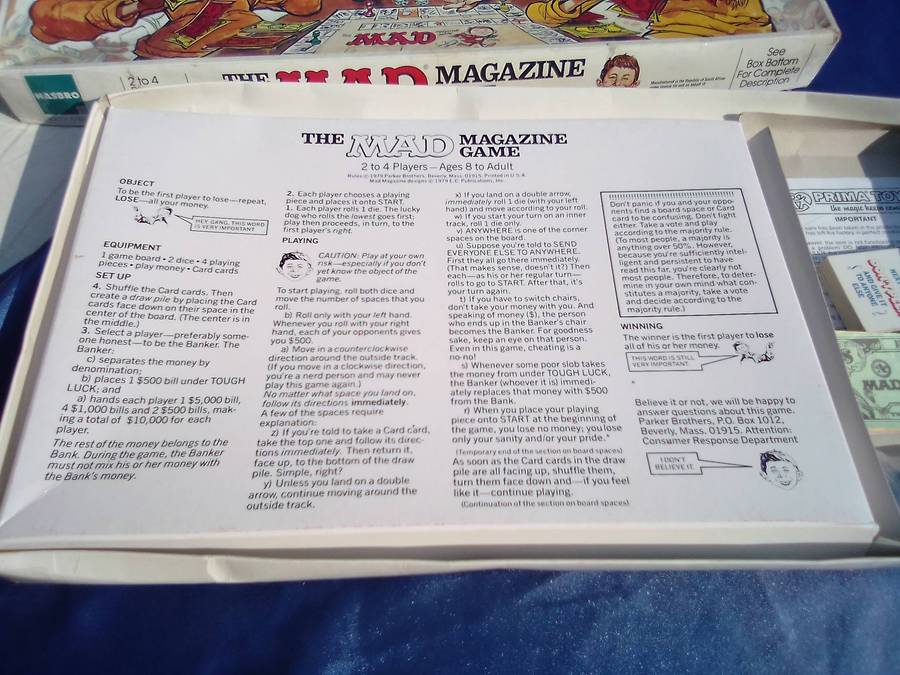 MAD
HASBRO
2 to 4
THE MAD MAGAZINE
See
Box Bottom
For Complete
Description
THE MAD MAGAZINE
GAME
2 to 4 Players – Ages 8 to Adult
Rules © 1979 Parker Brothers, Beverly, Mass. 01915. Printed in U.S.A.
Mad Magazine designs © 1979 E.C. Publications, Inc.
OBJECT
To be the first player to lose—repeat,
LOSE—all your money.
HEY GANG, THIS WORD
IS VERY IMPORTANT
EQUIPMENT
1 game board • 2 dice • 4 playing
pieces • play money • Card cards
SET UP
4. Shuffle the Card cards. Then
create a draw pile by placing the Card
cards face down on their space in the
center of the board. (The center is in
the middle.)
3. Select a player—preferably some-
one honest—to be the Banker. The
Banker:
c) separates the money by
denomination;
b) places 1 $500 bill under TOUGH
LUCK; and
a) hands each player 1 $5,000 bill,
4 $1,000 bills and 2 $500 bills, mak-
ing a total of $10,000 for each
player.
The rest of the money belongs to the
Bank. During the game, the Banker
must not mix his or her money with
the Bank's money.
2. Each player chooses a playing
piece and places it onto START.
1. Each player rolls 1 die. The lucky
dog who rolls the lowest goes first;
play then proceeds, in turn, to the
first player's right.
PLAYING
CAUTION: Play at your own
risk—especially if you don't
yet know the object of the
game.
To start playing, roll both dice and
move the number of spaces that you
roll.
b) Roll only with your left hand.
Whenever you roll with your right
hand, each of your opponents gives
you $500.
a) Move in a counterclockwise
direction around the outside track.
(If you move in a clockwise direction,
you're a nerd person and may never
play this game again.)
No matter what space you land on,
follow its directions immediately.
A few of the spaces require
explanation:
z) If you're told to take a Card card,
take the top one and follow its direc-
tions immediately. Then return it,
face up, to the bottom of the draw
pile. Simple, right?
y) Unless you land on a double
arrow, continue moving around the
outside track.
x) If you land on a double arrow,
immediately roll 1 die (with your left
hand) and move according to your roll.
w) If you start your turn on an inner
track, roll 1 die only.
v) ANYWHERE is one of the corner
spaces on the board.
u) Suppose you're told to SEND
EVERYONE ELSE TO ANYWHERE.
First they all go there immediately.
(That makes sense, doesn't it?) Then
each—as his or her regular turn—
rolls to go to START. After that, it's
your turn again.
t) If you have to switch chairs,
don't take your money with you. And
speaking of money ($), the person
who ends up in the Banker's chair
becomes the Banker. For goodness
sake, keep an eye on that person.
Even in this game, cheating is a
no-no!
s) Whenever some poor slob takes
the money from under TOUGH LUCK,
the Banker (whoever it is) immedi-
ately replaces that money with $500
from the Bank.
r) When you place your playing
piece onto START at the beginning of
the game, you lose no money; you lose
only your sanity and/or your pride.*
(Temporary end of the section on board spaces)
As soon as the Card cards in the draw
pile are all facing up, shuffle them,
turn them face down and—if you feel
like it—continue playing.
(Continuation of the section on board spaces)
Don't panic if you and your oppo-
nents find a board space or Card
card to be confusing. Don't fight
either. Take a vote and play
according to the majority rule.
(To most people, a majority is
anything over 50%. However,
because you're sufficiently intel-
ligent and persistent to have
read this far, you're clearly not
most people. Therefore, to deter-
mine in your own mind what con-
stitutes a majority, take a vote
and decide according to the
majority rule.)
WINNING
The winner is the first player to lose
all of his or her money.
THIS WORD IS STILL
VERY IMPORTANT
*
Believe it or not, we will be happy to
answer questions about this game.
Parker Brothers, P.O. Box 1012,
Beverly, Mass. 01915. Attention:
Consumer Response Department
I DON'T
BELIEVE IT.
PRIMA TOY
the magic
IMPORTANT
MAD